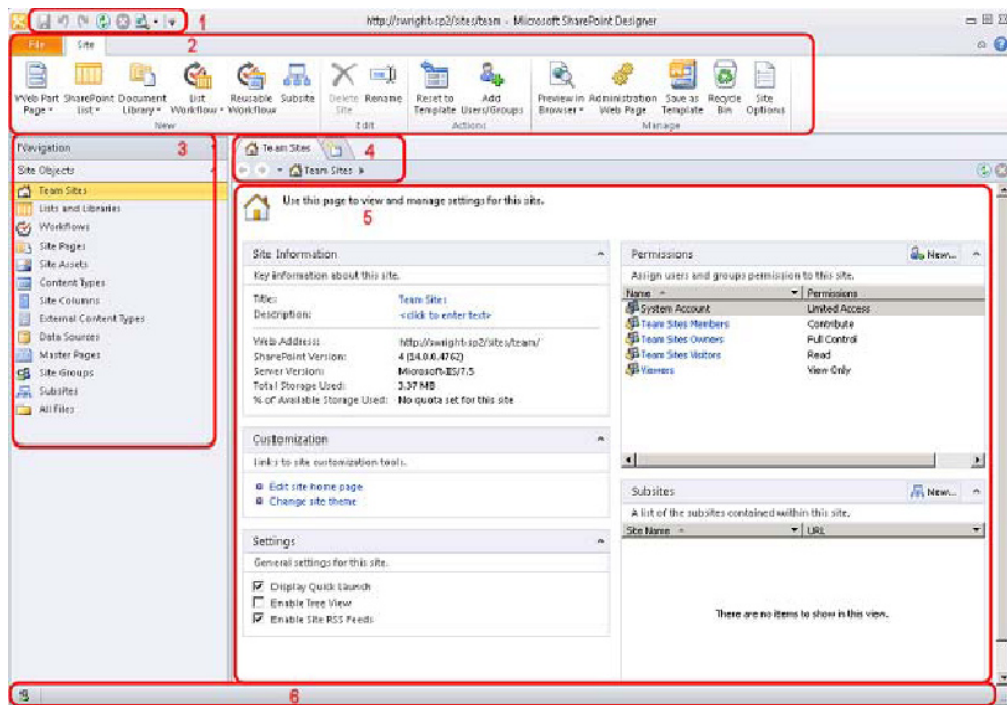 http://swright-sp2/sites/team - Microsoft SharePoint Designer
1
File Site
2
Web Part Page
SharePoint List
Document Library
List Workflow
Reusable Workflow
Subsite
Delete Site
Rename
Reset to Template
Add Users/Groups
Preview in Browser
Administration Web Page
Save as Template
Recycle Bin
Site Options
New
Edit
Actions
Manage
Navigation
3
Site Objects
Team Sites
Lists and Libraries
Workflows
Site Pages
Site Assets
Content Types
Site Columns
External Content Types
Data Sources
Master Pages
Site Groups
Subsites
All Files
Team Sites
4
Team Sites
Use this page to view and manage settings for this site.
5
Site Information
Key information about this site.
Title: Team Sites
Description: <click to enter text>
Web Address: http://swright-sp2/sites/team/
SharePoint Version: 4 (14.0.0.4762)
Server Version: Microsoft-IIS/7.5
Total Storage Used: 3.37 MB
% of Available Storage Used: No quota set for this site
Customization
Links to site customization tools.
Edit site home page
Change site theme
Settings
General settings for this site.
Display Quick Launch
Enable Tree View
Enable Site RSS Feeds
Permissions New...
Assign users and groups permission to this site.
Name Permissions
System Account Limited Access
Team Sites Members Contribute
Team Sites Owners Full Control
Team Sites Visitors Read
Viewers View Only
Subsites New...
A list of the subsites contained within this site.
Site Name URL
There are no items to show in this view.
6